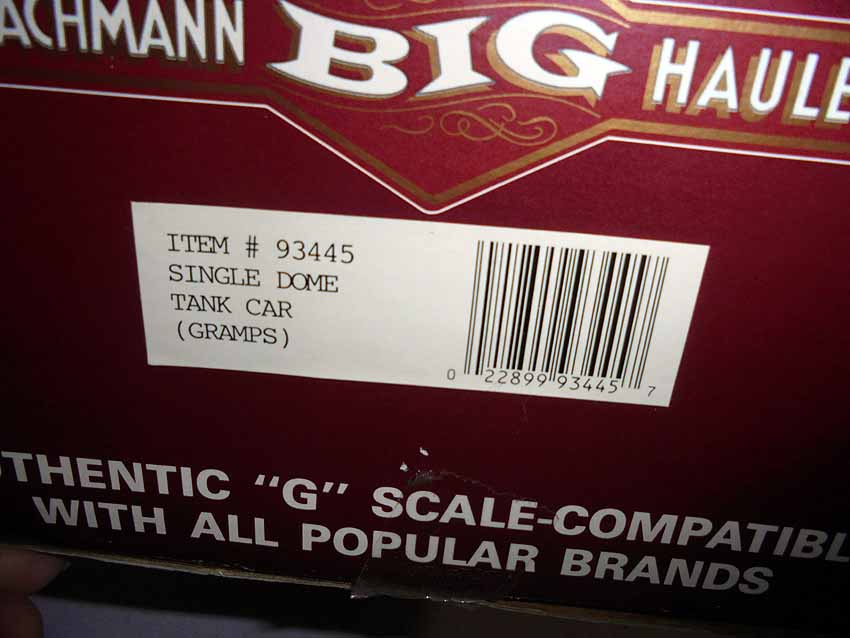 ACHMANN BIG HAULE
ITEM # 93445
SINGLE DOME
TANK CAR
(GRAMPS)
0 22899 93445 7
THENTIC "G" SCALE-COMPATIBL
WITH ALL POPULAR BRANDS